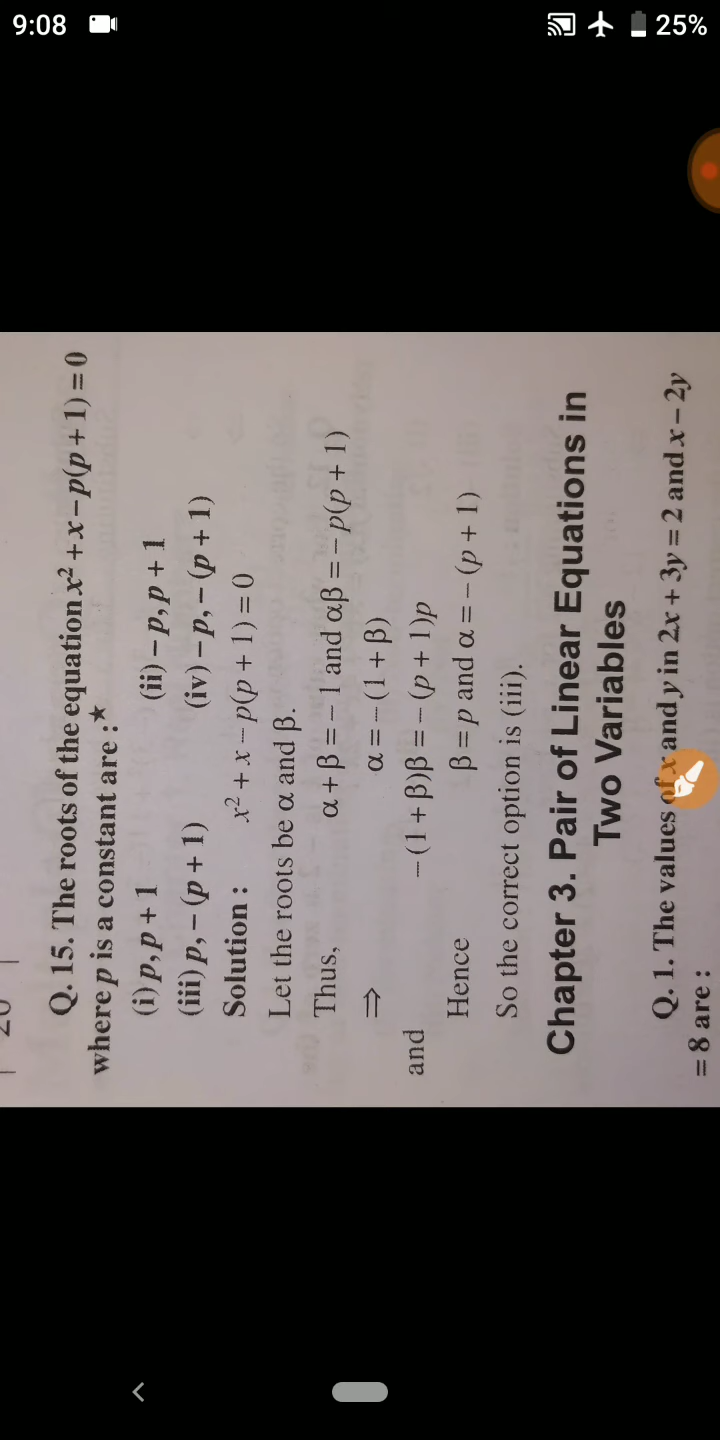 9:08
25%
Q. 15. The roots of the equation x² + x – p(p + 1) = 0
where p is a constant are :★
(i) p, p + 1 (ii) – p, p + 1
(iii) p, – (p + 1) (iv) – p, – (p + 1)
Solution : x² + x – p(p + 1) = 0
Let the roots be α and β.
Thus, α + β = – 1 and αβ = – p(p + 1)
⇒ α = – (1 + β)
and – (1 + β)β = – (p + 1)p
Hence β = p and α = – (p + 1)
So the correct option is (iii).
Chapter 3. Pair of Linear Equations in
Two Variables
Q. 1. The values of x and y in 2x + 3y = 2 and x – 2y
= 8 are :